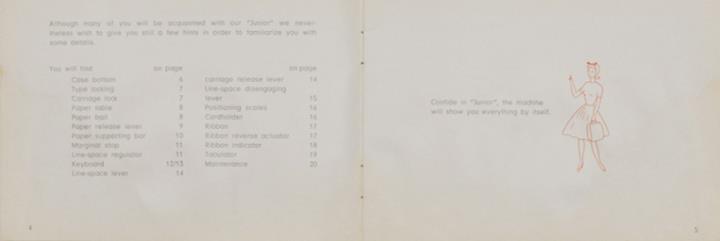 Although many of you will be acquainted with our "Junior" we never-
theless wish to give you still a few hints in order to familiarize you with
some details.
You will find on page
Case bottom 6
Type locking 7
Carriage lock 7
Paper table 8
Paper bail 8
Paper release lever 9
Paper supporting bar 10
Marginal stop 11
Line-space regulator 11
Keyboard 12/13
Line-space lever 14
on page
carriage release lever 14
Line-space disengaging
lever 15
Positioning scales 16
Cardholder 16
Ribbon 17
Ribbon reverse actuator 17
Ribbon indicator 18
Tabulator 19
Maintenance 20
4
Confide in "Junior", the machine
will show you everything by itself.
5